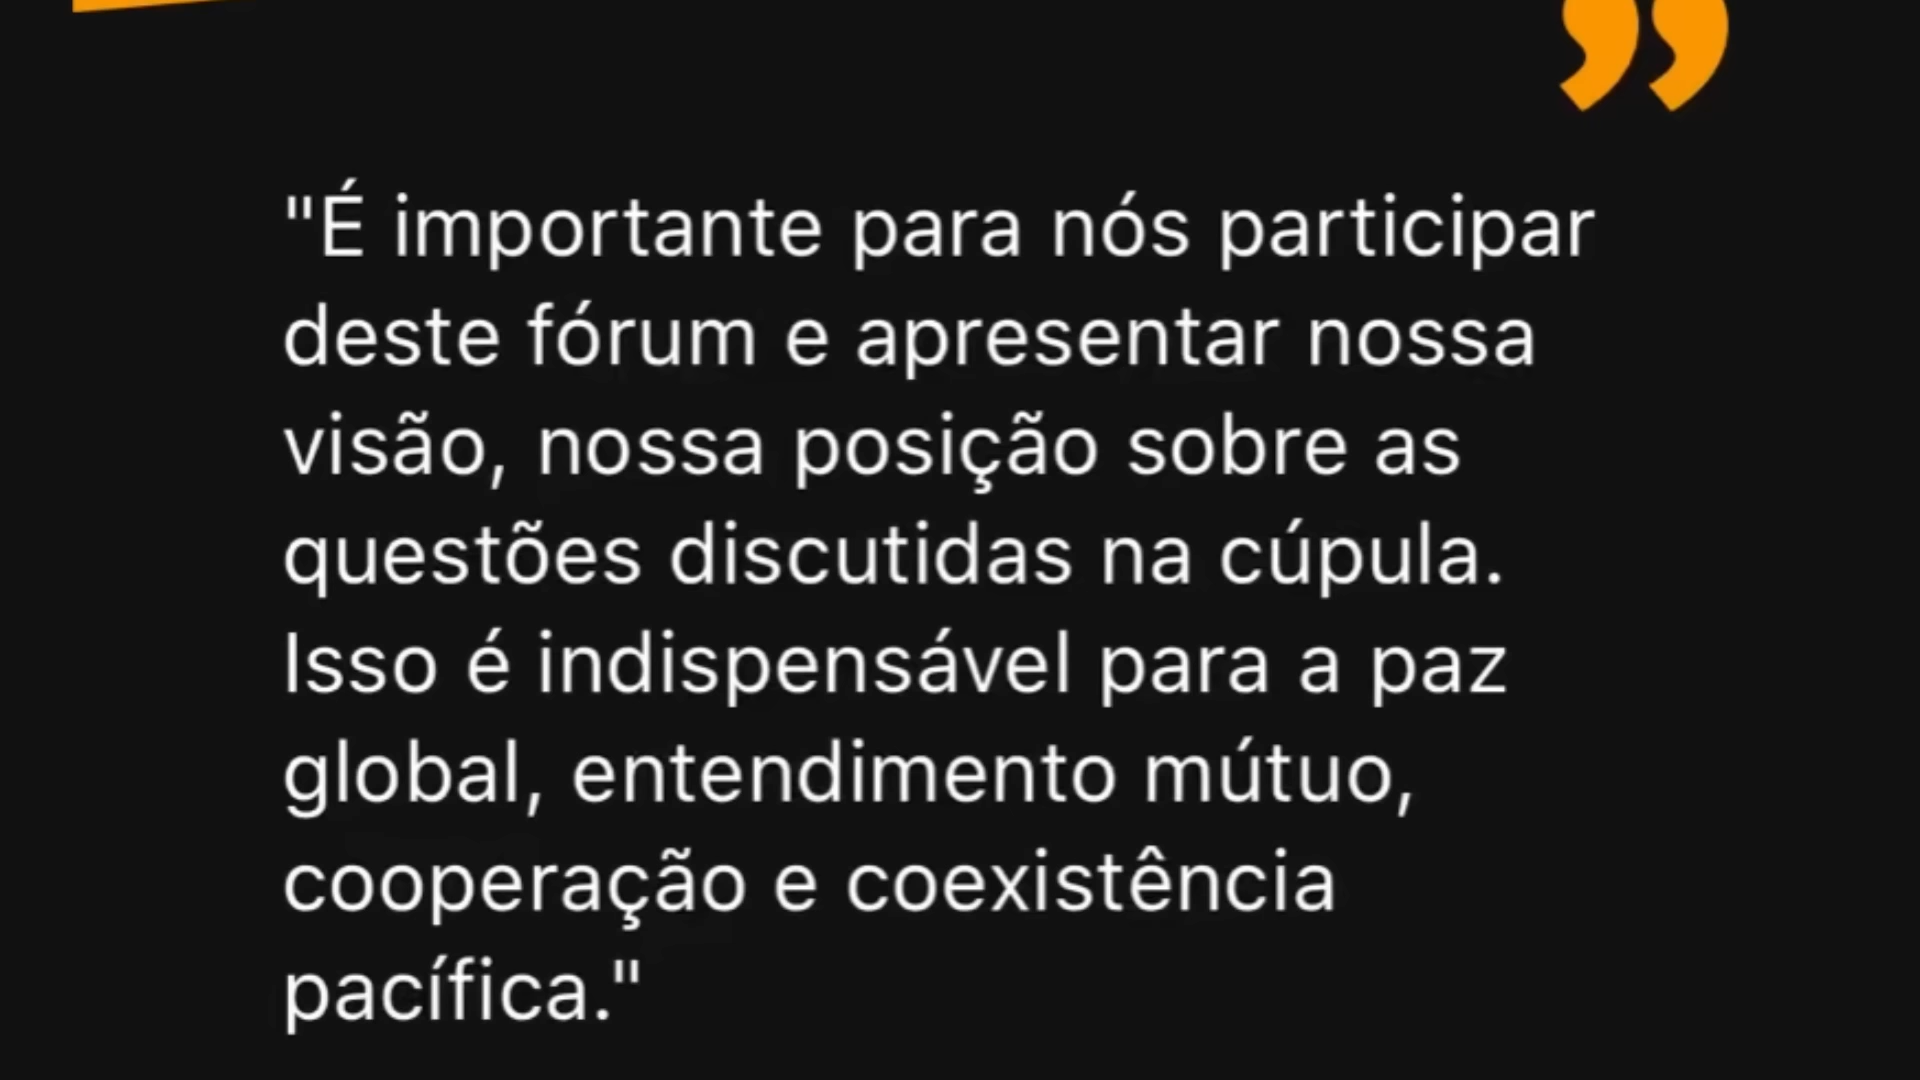 "É importante para nós participar
deste fórum e apresentar nossa
visão, nossa posição sobre as
questões discutidas na cúpula.
Isso é indispensável para a paz
global, entendimento mútuo,
cooperação e coexistência
pacífica."